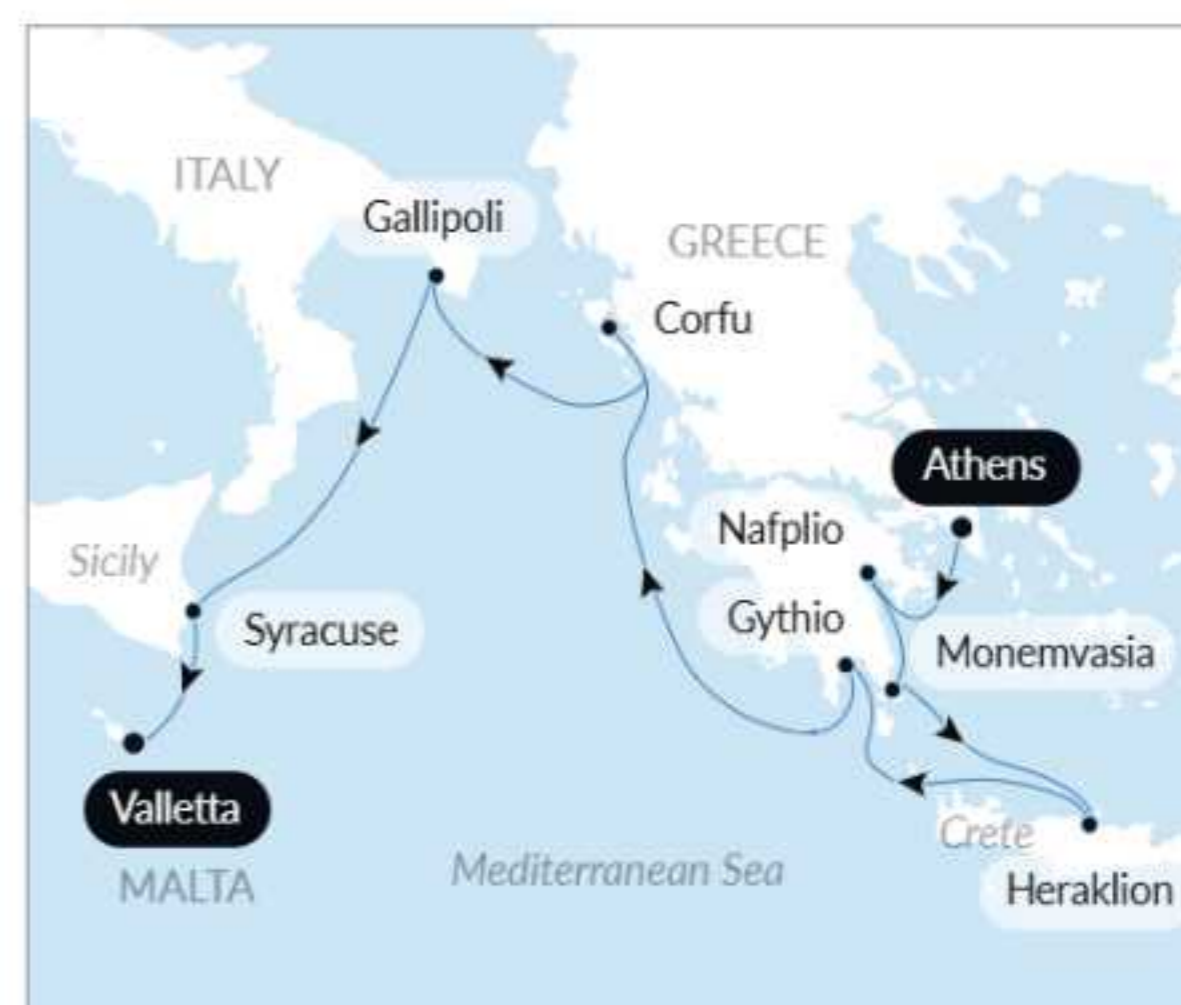 ITALY
Gallipoli
GREECE
Corfu
Athens
Nafplio
Sicily
Gythio
Syracuse
Monemvasia
Valletta
Crete
MALTA
Mediterranean Sea
Heraklion